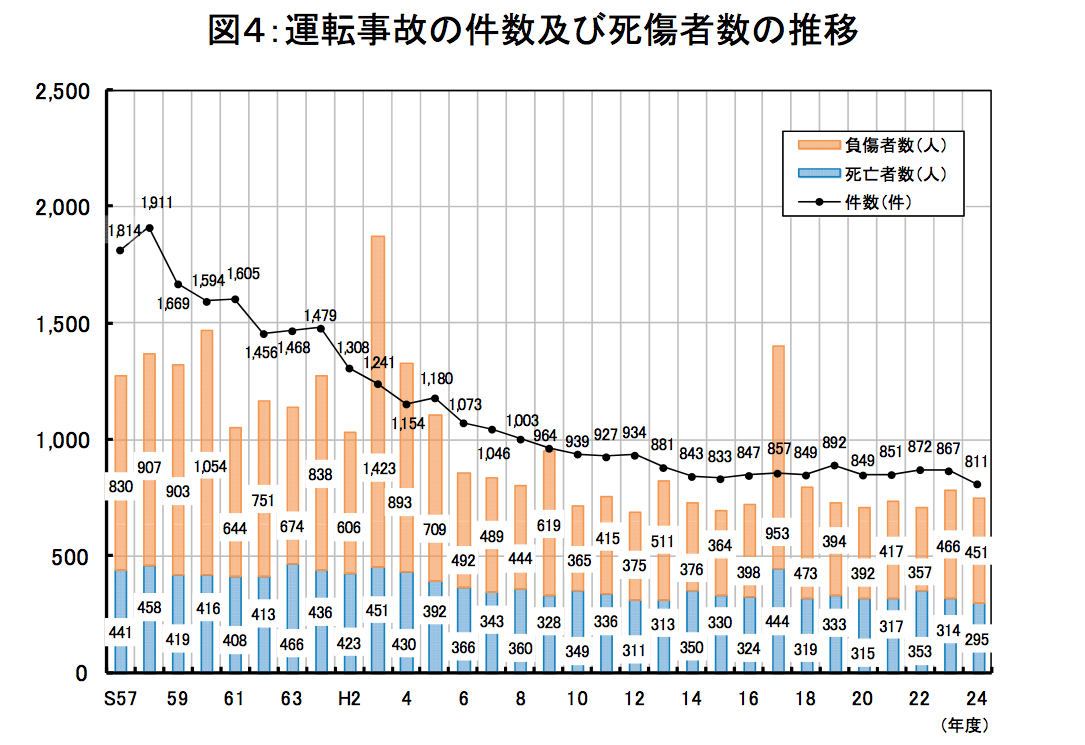 図4：運転事故の件数及び死傷者数の推移
2,500
2,000
1,500
1,000
500
0
負傷者数（人）
死亡者数（人）
件数（件）
1,814 1,911 1,669 1,594 1,605 1,456 1,468 1,479 1,308 1,241 1,154 1,180 1,073 1,046 1,003 964 939 927 934 881 843 833 847 857 849 892 849 851 872 867 811
830 907 903 1,054 644 751 674 838 606 1,423 893 709 492 489 444 619 365 415 375 511 376 364 398 953 473 394 392 417 357 466 451
441 458 419 416 408 413 466 436 423 451 430 392 366 343 360 328 349 336 311 313 350 330 324 444 319 333 315 317 353 314 295
S57 59 61 63 H2 4 6 8 10 12 14 16 18 20 22 24
（年度）